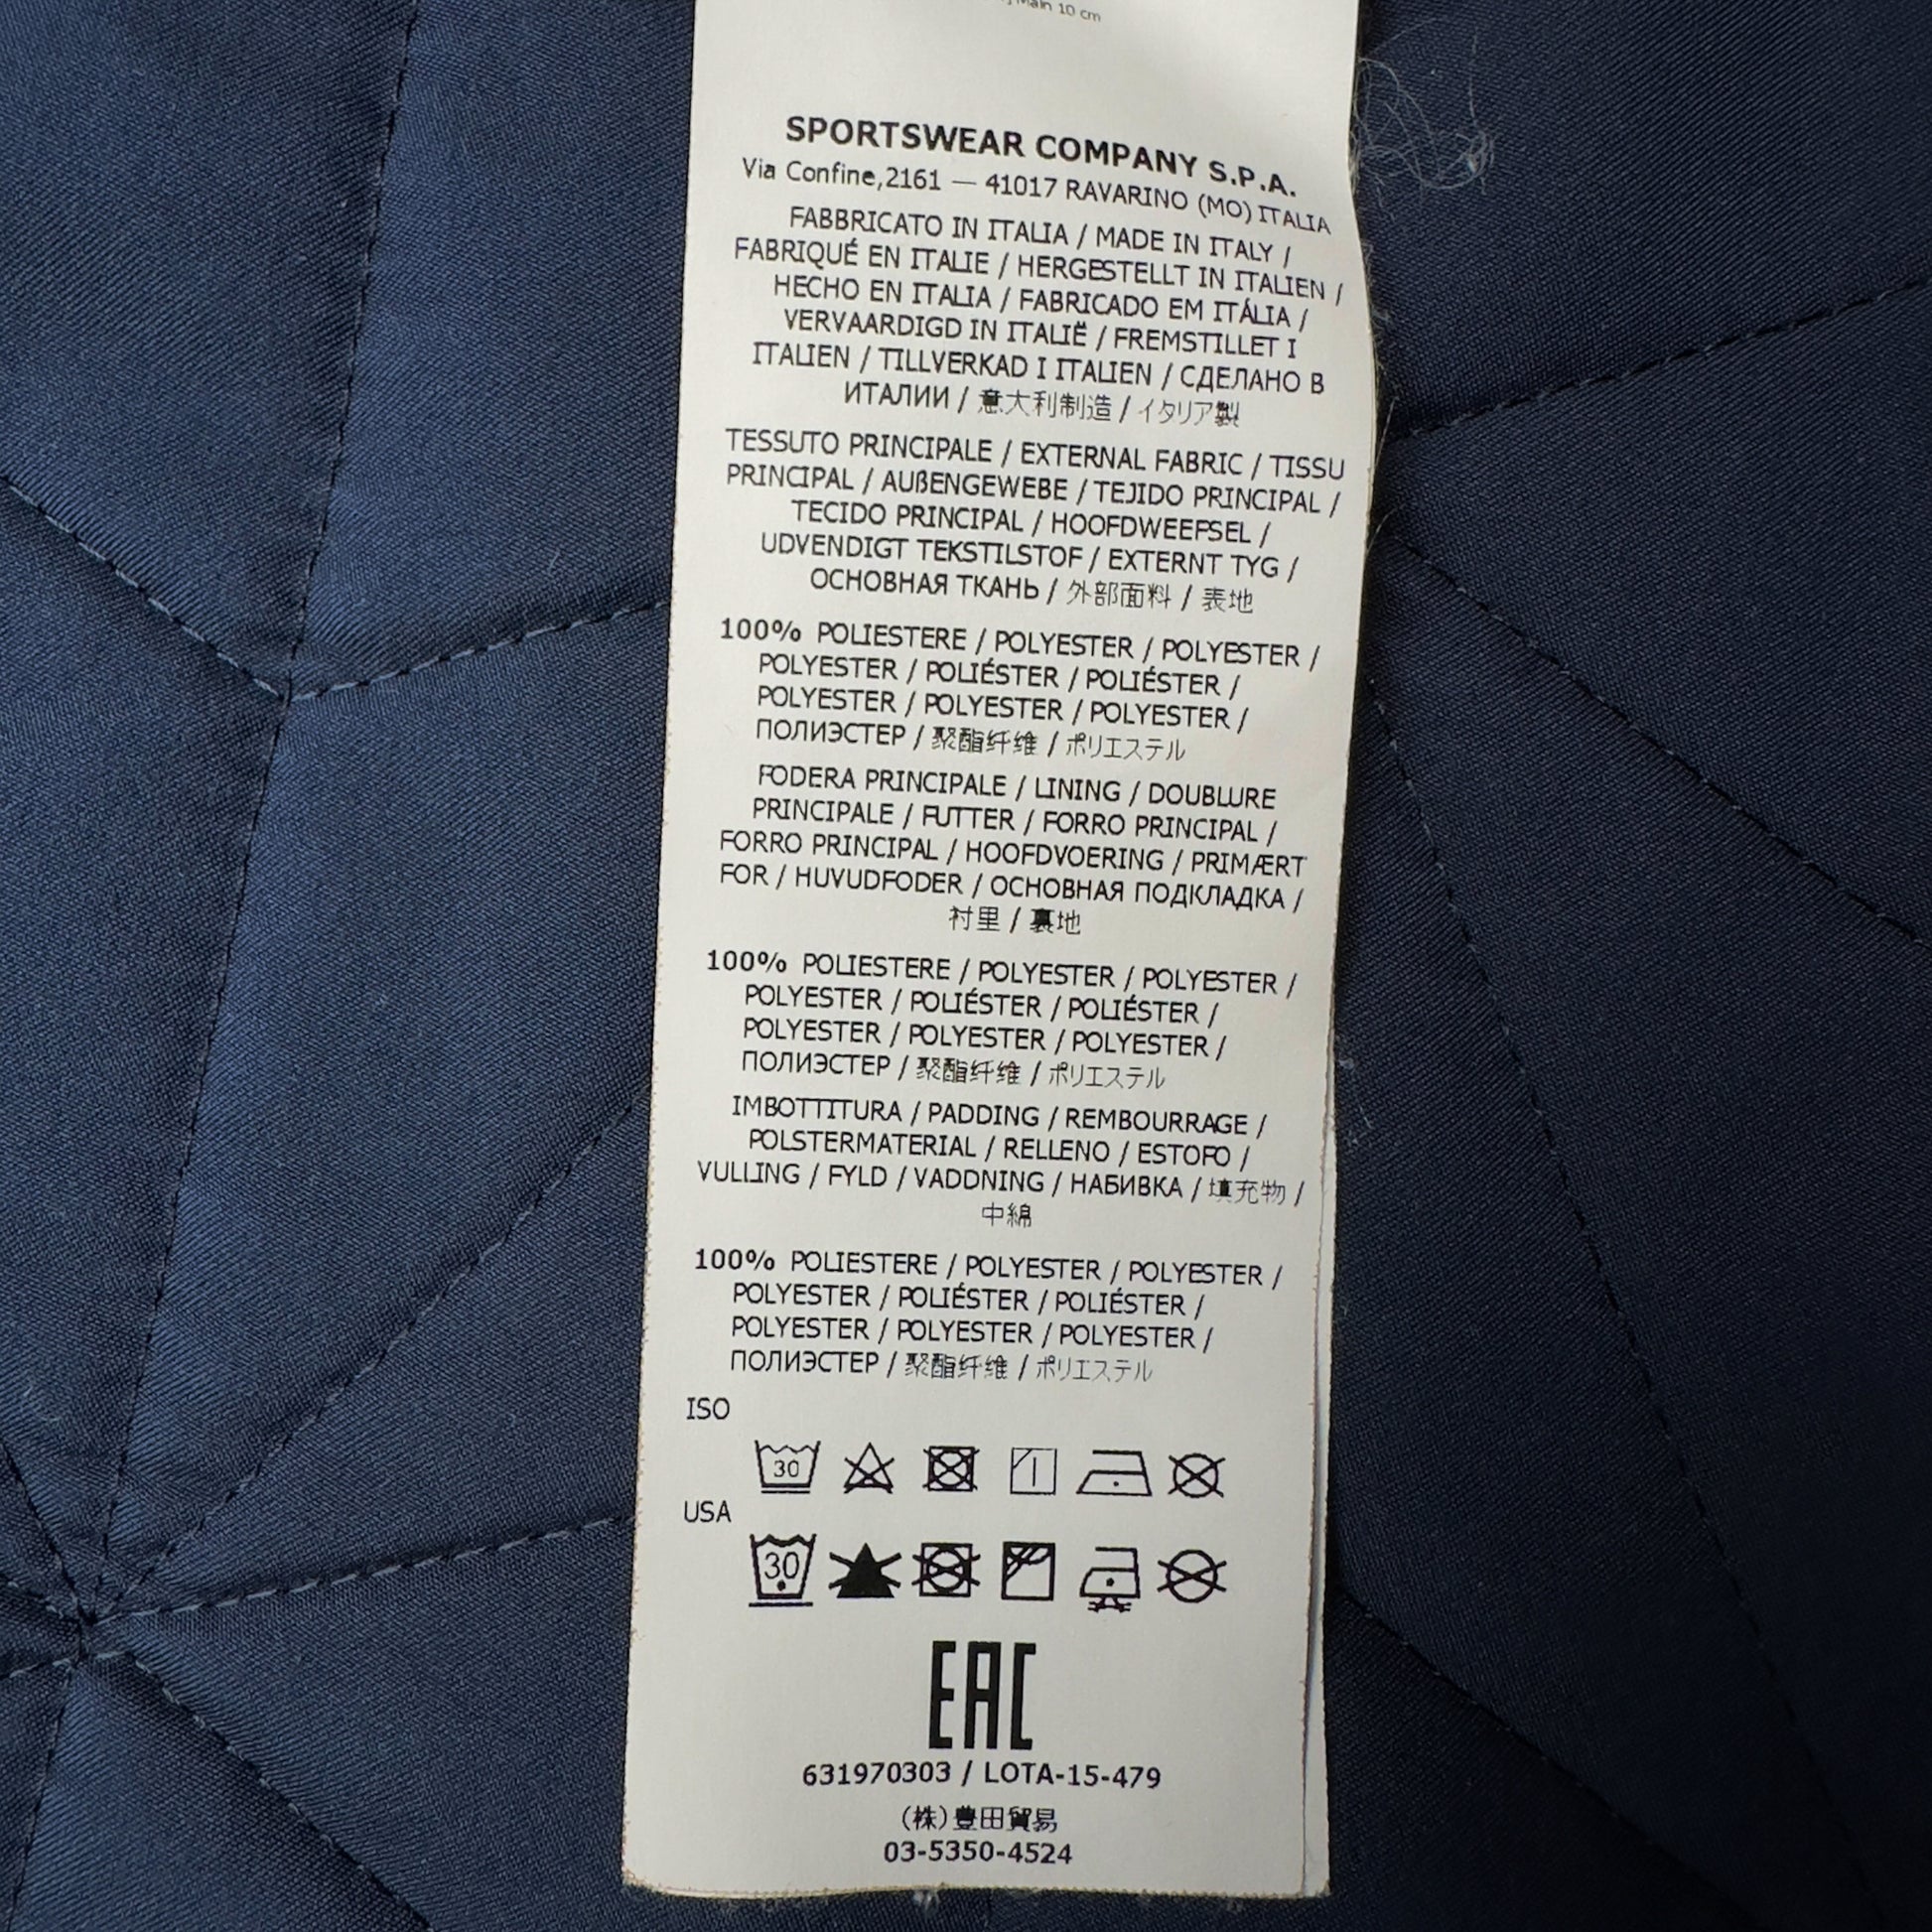 Main 10 cm
SPORTSWEAR COMPANY S.P.A.
Via Confine,2161 — 41017 RAVARINO (MO) ITALIA
FABBRICATO IN ITALIA / MADE IN ITALY /
FABRIQUÉ EN ITALIE / HERGESTELLT IN ITALIEN /
HECHO EN ITALIA / FABRICADO EM ITÁLIA /
VERVAARDIGD IN ITALIË / FREMSTILLET I
ITALIEN / TILLVERKAD I ITALIEN / СДЕЛАНО В
ИТАЛИИ / 意大利制造 / イタリア製
TESSUTO PRINCIPALE / EXTERNAL FABRIC / TISSU
PRINCIPAL / AUßENGEWEBE / TEJIDO PRINCIPAL /
TECIDO PRINCIPAL / HOOFDWEEFSEL /
UDVENDIGT TEKSTILSTOF / EXTERNT TYG /
ОСНОВНАЯ ТКАНЬ / 外部面料 / 表地
100% POLIESTERE / POLYESTER / POLYESTER /
POLYESTER / POLIÉSTER / POLIÉSTER /
POLYESTER / POLYESTER / POLYESTER /
ПОЛИЭСТЕР / 聚酯纤维 / ポリエステル
FODERA PRINCIPALE / LINING / DOUBLURE
PRINCIPALE / FUTTER / FORRO PRINCIPAL /
FORRO PRINCIPAL / HOOFDVOERING / PRIMÆRT
FOR / HUVUDFODER / ОСНОВНАЯ ПОДКЛАДКА /
衬里 / 裏地
100% POLIESTERE / POLYESTER / POLYESTER /
POLYESTER / POLIÉSTER / POLIÉSTER /
POLYESTER / POLYESTER / POLYESTER /
ПОЛИЭСТЕР / 聚酯纤维 / ポリエステル
IMBOTTITURA / PADDING / REMBOURRAGE /
POLSTERMATERIAL / RELLENO / ESTOFO /
VULLING / FYLD / VADDNING / НАБИВКА / 填充物 /
中綿
100% POLIESTERE / POLYESTER / POLYESTER /
POLYESTER / POLIÉSTER / POLIÉSTER /
POLYESTER / POLYESTER / POLYESTER /
ПОЛИЭСТЕР / 聚酯纤维 / ポリエステル
ISO
30
USA
30
EAC
631970303 / LOTA-15-479
(株)豊田貿易
03-5350-4524